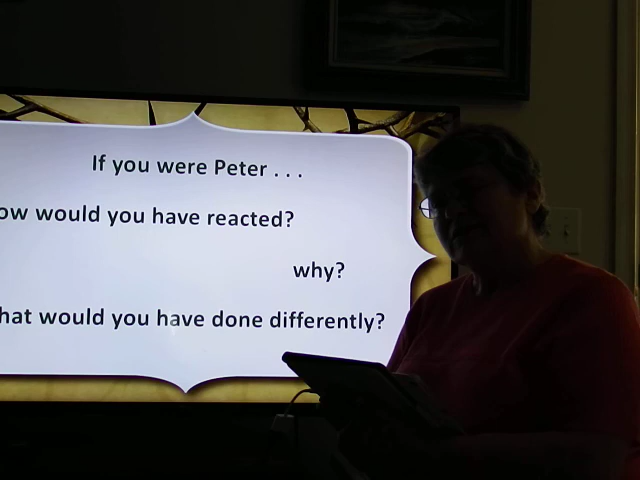 If you were Peter . . .
ow would you have reacted?
why?
hat would you have done differently?